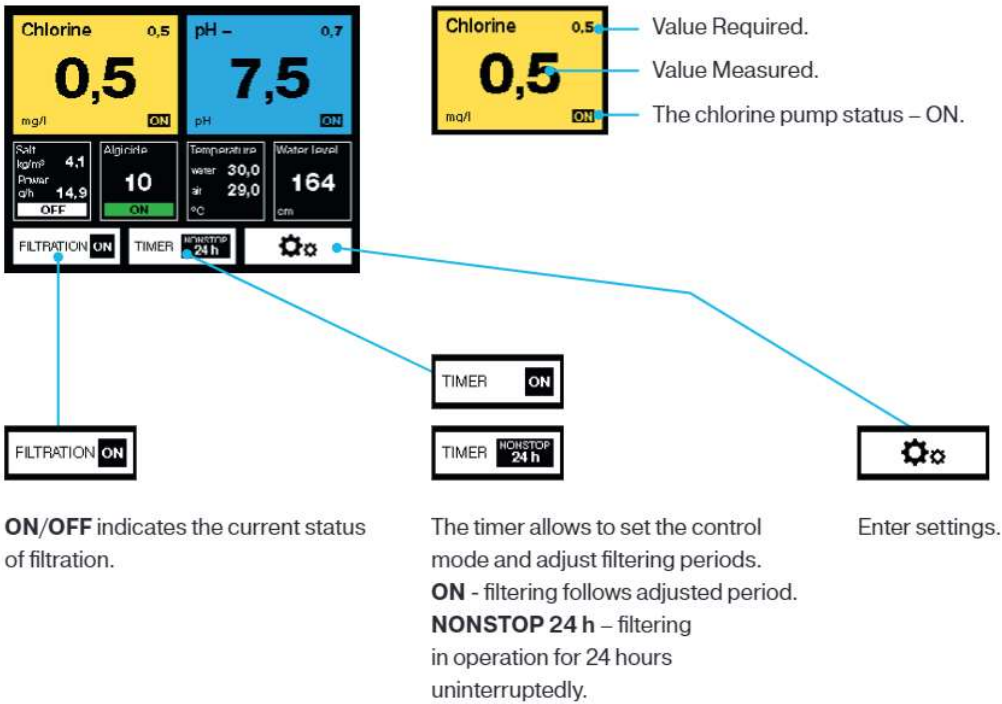 Chlorine 0,5
0,5
mg/l ON
pH – 0,7
7,5
pH ON
Salt
kg/m³ 4,1
Power
g/h 14,9
OFF
Algicide
10
ON
Temperature
water 30,0
air 29,0
°C
Water level
164
cm
FILTRATION ON
TIMER NONSTOP
24 h
Chlorine 0,5
0,5
mg/l ON
Value Required.
Value Measured.
The chlorine pump status – ON.
TIMER ON
FILTRATION ON
TIMER NONSTOP
24 h
ON/OFF indicates the current status
of filtration.
The timer allows to set the control
mode and adjust filtering periods.
ON - filtering follows adjusted period.
NONSTOP 24 h – filtering
in operation for 24 hours
uninterruptedly.
Enter settings.